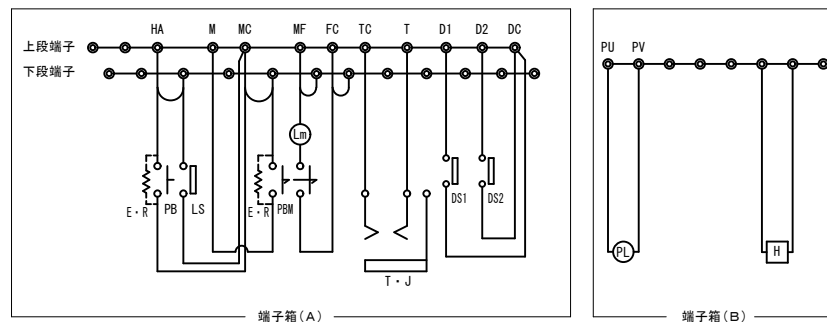 HA M MC MF FC TC T D1 D2 DC
上段端子
下段端子
PU PV
Lm
E・R PB LS E・R PBM DS1 DS2
T・J
PL H
端子箱(A) 端子箱(B)